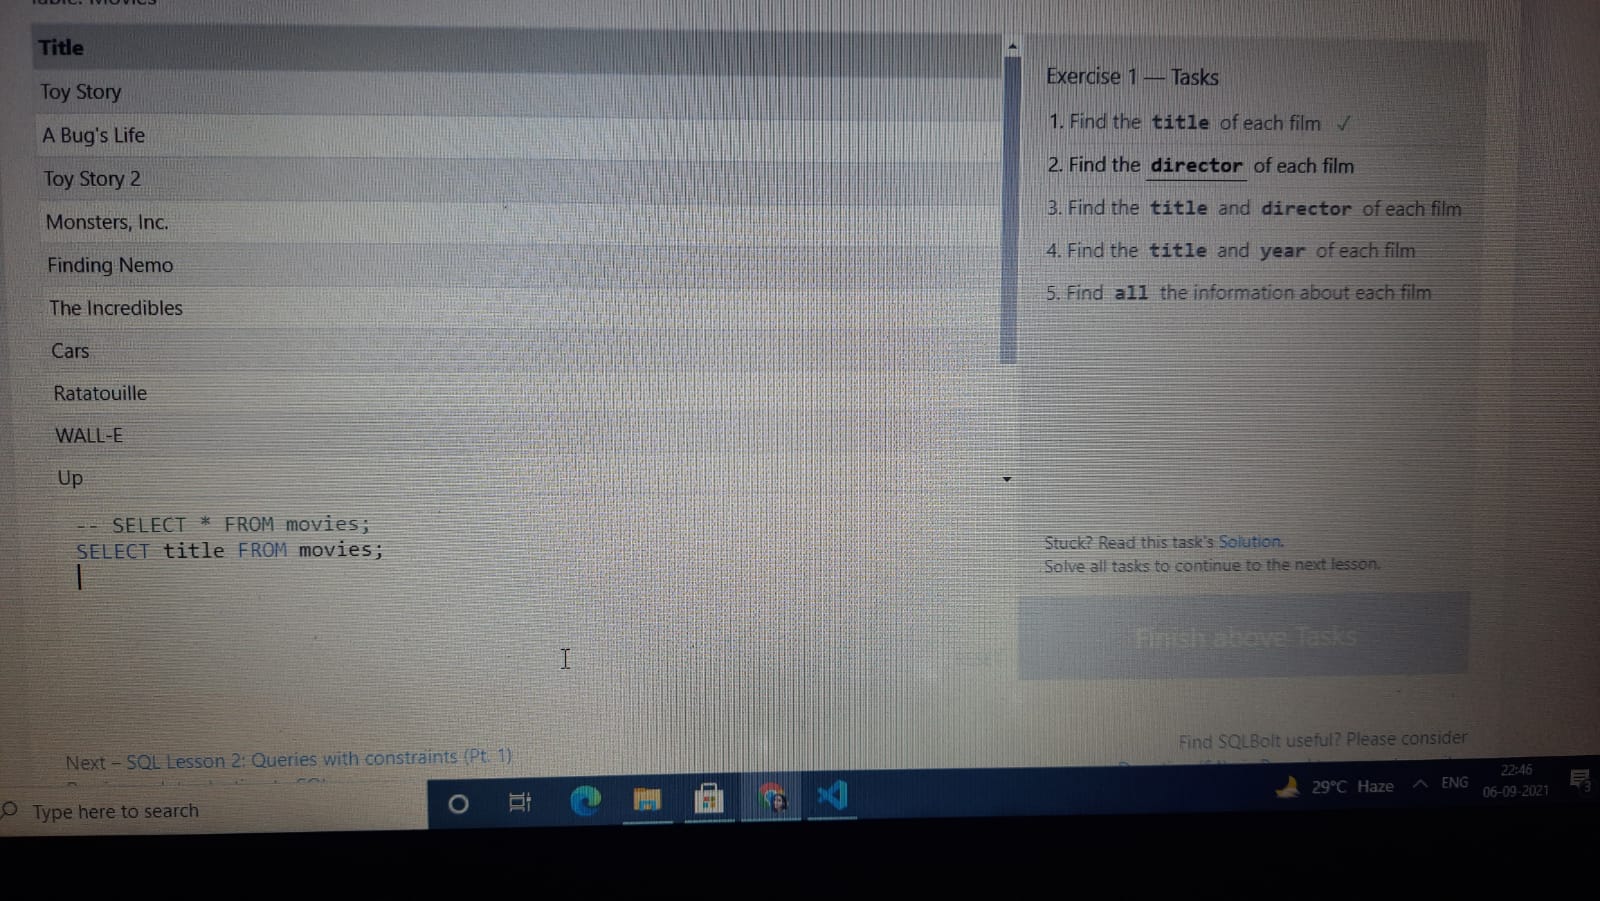 Table: Movies
Title
Toy Story
A Bug's Life
Toy Story 2
Monsters, Inc.
Finding Nemo
The Incredibles
Cars
Ratatouille
WALL-E
Up
-- SELECT * FROM movies;
SELECT title FROM movies;
Exercise 1 — Tasks
1. Find the title of each film ✓
2. Find the director of each film
3. Find the title and director of each film
4. Find the title and year of each film
5. Find all the information about each film
Stuck? Read this task's Solution.
Solve all tasks to continue to the next lesson.
Finish above Tasks
Next – SQL Lesson 2: Queries with constraints (Pt. 1)
Find SQLBolt useful? Please consider
Type here to search
29°C Haze
ENG
22:46
06-09-2021
3